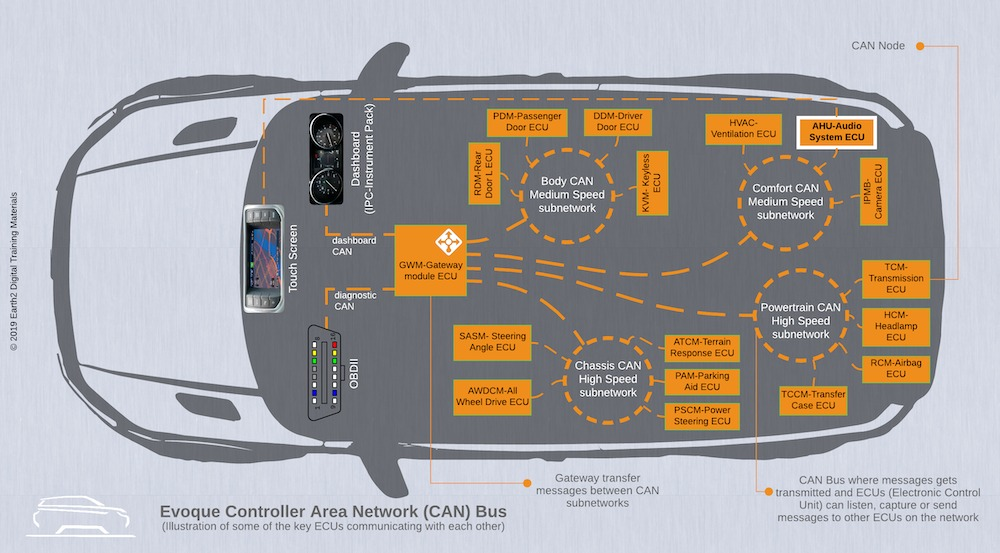 CAN Node
Dashboard
(IPC-Instrument Pack)
PDM-Passenger
Door ECU
DDM-Driver
Door ECU
HVAC-
Ventilation ECU
AHU-Audio
System ECU
RDM-Rear
Door L ECU
Body CAN
Medium Speed
subnetwork
KVM- Keyless
ECU
Comfort CAN
Medium Speed
subnetwork
IPMB-
Camera ECU
© 2019 Earth2 Digital Training Materials
Touch Screen
dashboard
CAN
GWM-Gateway
module ECU
diagnostic
CAN
TCM-
Transmission
ECU
Powertrain CAN
High Speed
subnetwork
HCM-
Headlamp
ECU
RCM-Airbag
ECU
TCCM-Transfer
Case ECU
OBDII
8
16
1
9
SASM- Steering
Angle ECU
AWDCM-All
Wheel Drive ECU
Chassis CAN
High Speed
subnetwork
ATCM-Terrain
Response ECU
PAM-Parking
Aid ECU
PSCM-Power
Steering ECU
Gateway transfer
messages between CAN
subnetworks
CAN Bus where messages gets
transmitted and ECUs (Electronic Control
Unit) can listen, capture or send
messages to other ECUs on the network
Evoque Controller Area Network (CAN) Bus
(Illustration of some of the key ECUs communicating with each other)